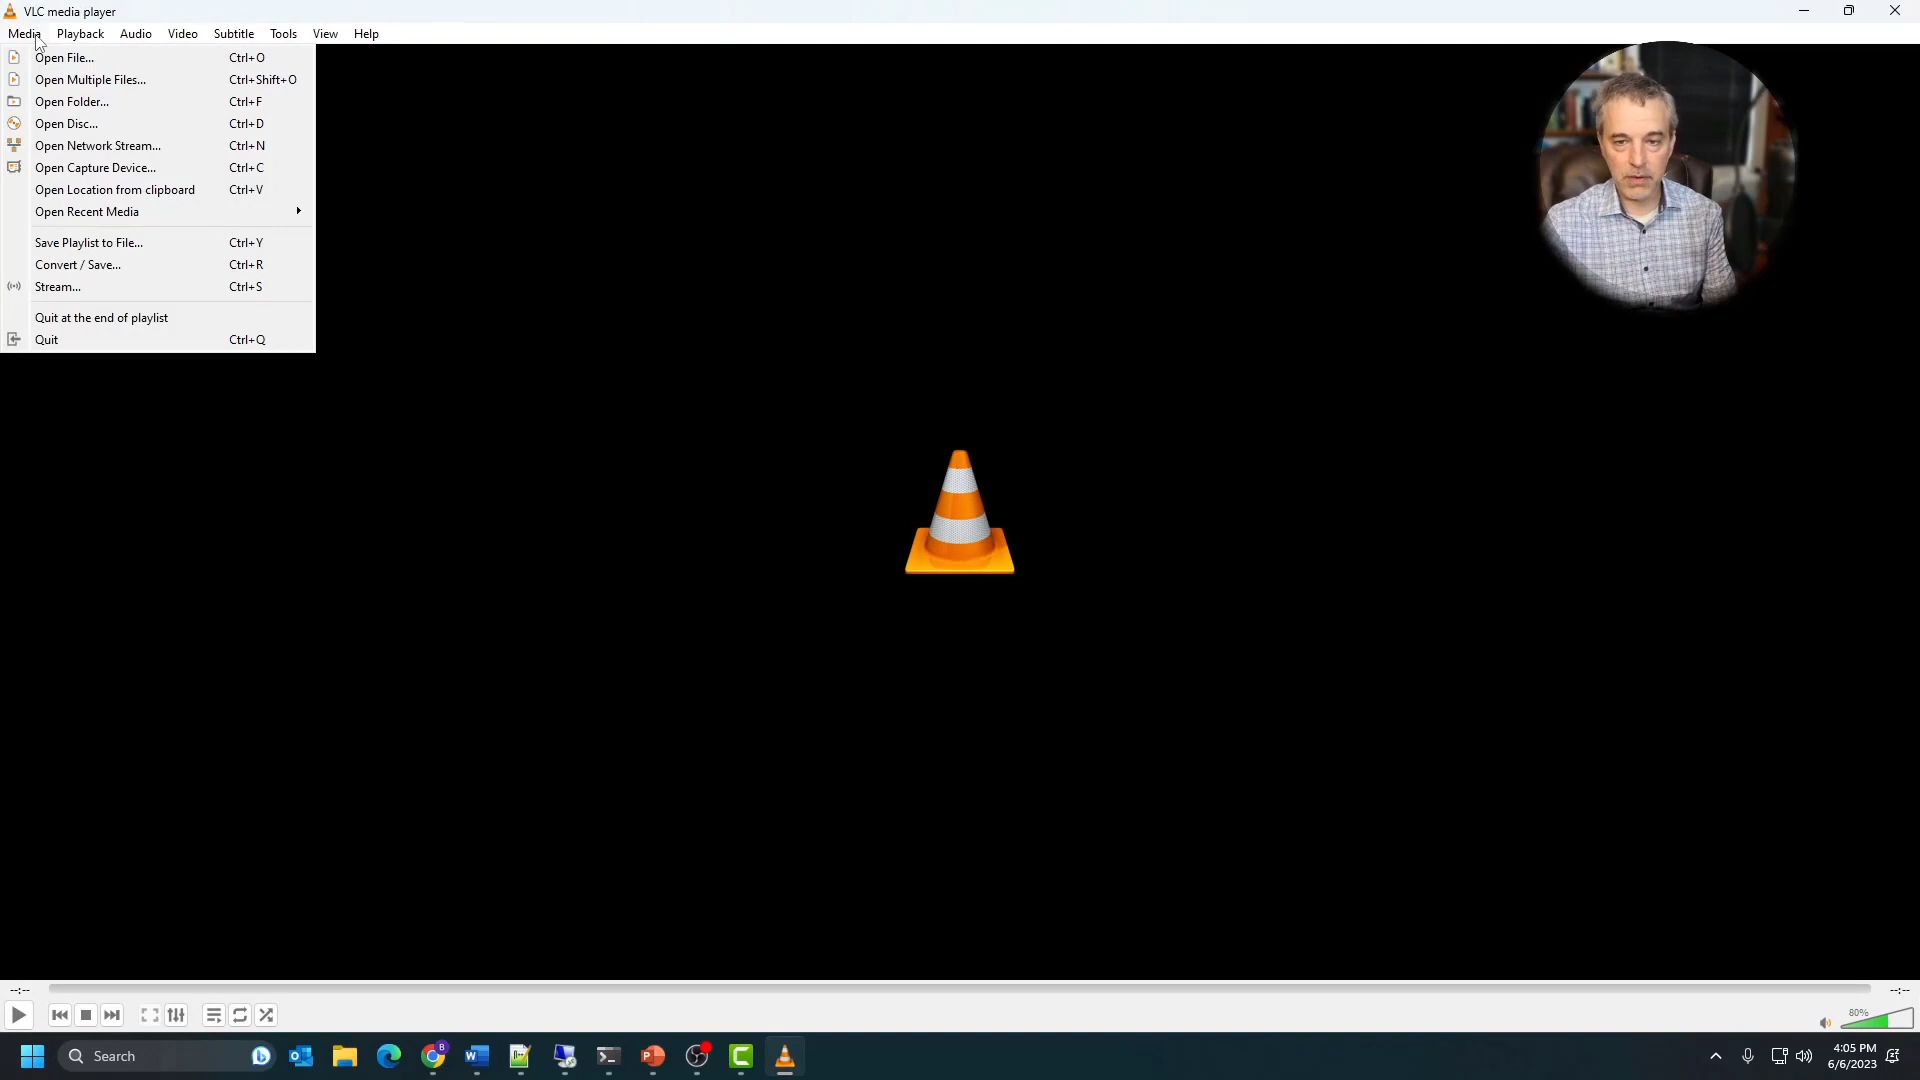 VLC media player
Media Playback Audio Video Subtitle Tools View Help
Open File... Ctrl+O
Open Multiple Files... Ctrl+Shift+O
Open Folder... Ctrl+F
Open Disc... Ctrl+D
Open Network Stream... Ctrl+N
Open Capture Device... Ctrl+C
Open Location from clipboard Ctrl+V
Open Recent Media
Save Playlist to File... Ctrl+Y
Convert / Save... Ctrl+R
Stream... Ctrl+S
Quit at the end of playlist
Quit Ctrl+Q
--:-- --:--
80%
Search
B
4:05 PM
6/6/2023